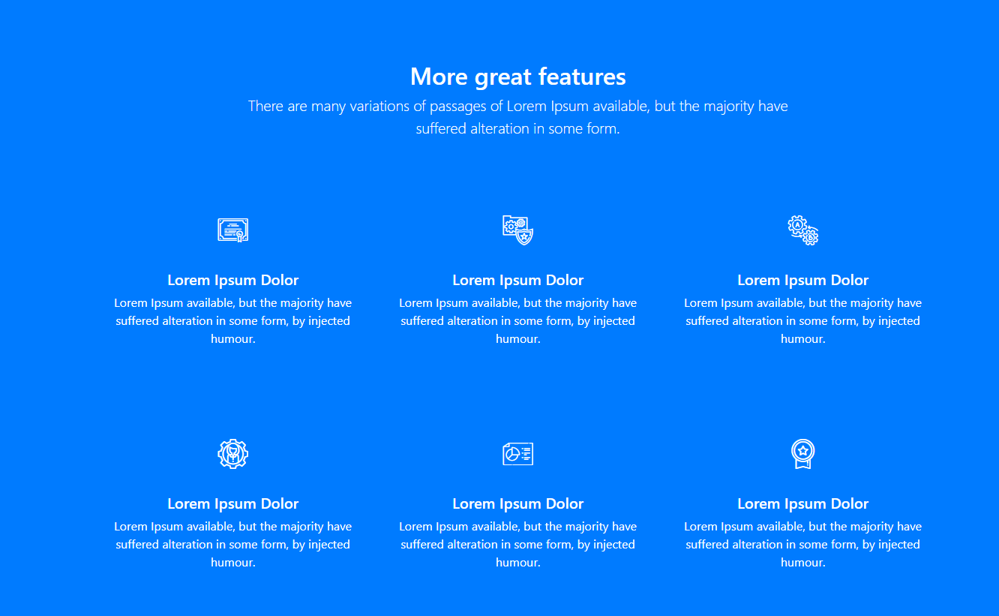 More great features
There are many variations of passages of Lorem Ipsum available, but the majority have
suffered alteration in some form.
Lorem Ipsum Dolor
Lorem Ipsum available, but the majority have
suffered alteration in some form, by injected
humour.
Lorem Ipsum Dolor
Lorem Ipsum available, but the majority have
suffered alteration in some form, by injected
humour.
Lorem Ipsum Dolor
Lorem Ipsum available, but the majority have
suffered alteration in some form, by injected
humour.
Lorem Ipsum Dolor
Lorem Ipsum available, but the majority have
suffered alteration in some form, by injected
humour.
Lorem Ipsum Dolor
Lorem Ipsum available, but the majority have
suffered alteration in some form, by injected
humour.
Lorem Ipsum Dolor
Lorem Ipsum available, but the majority have
suffered alteration in some form, by injected
humour.